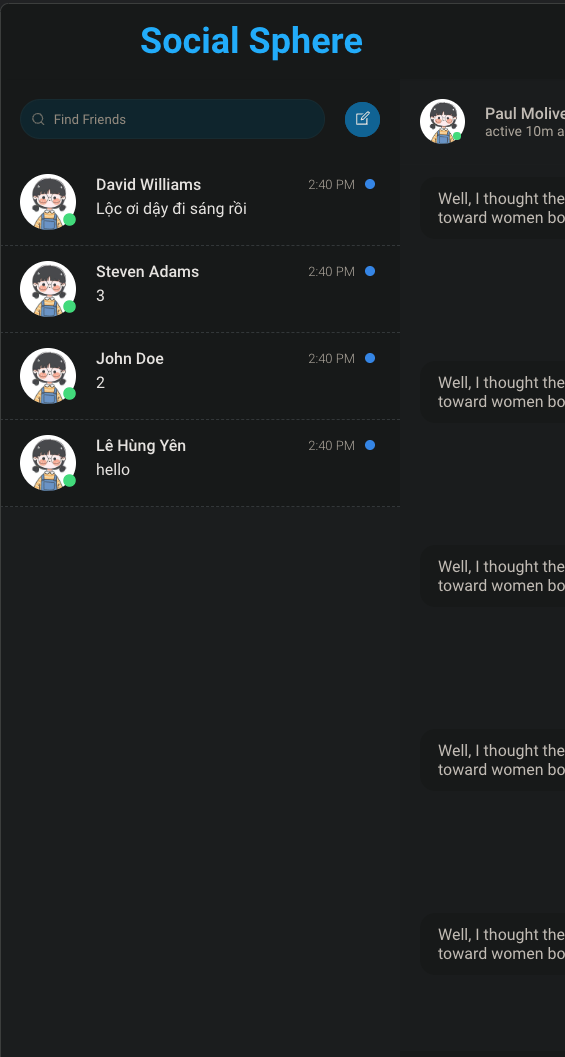 Social Sphere
Find Friends
David Williams 2:40 PM
Lộc ơi dậy đi sáng rồi
Steven Adams 2:40 PM
3
John Doe 2:40 PM
2
Lê Hùng Yên 2:40 PM
hello
Paul Molive
active 10m a
Well, I thought the
toward women bo
Well, I thought the
toward women bo
Well, I thought the
toward women bo
Well, I thought the
toward women bo
Well, I thought the
toward women bo